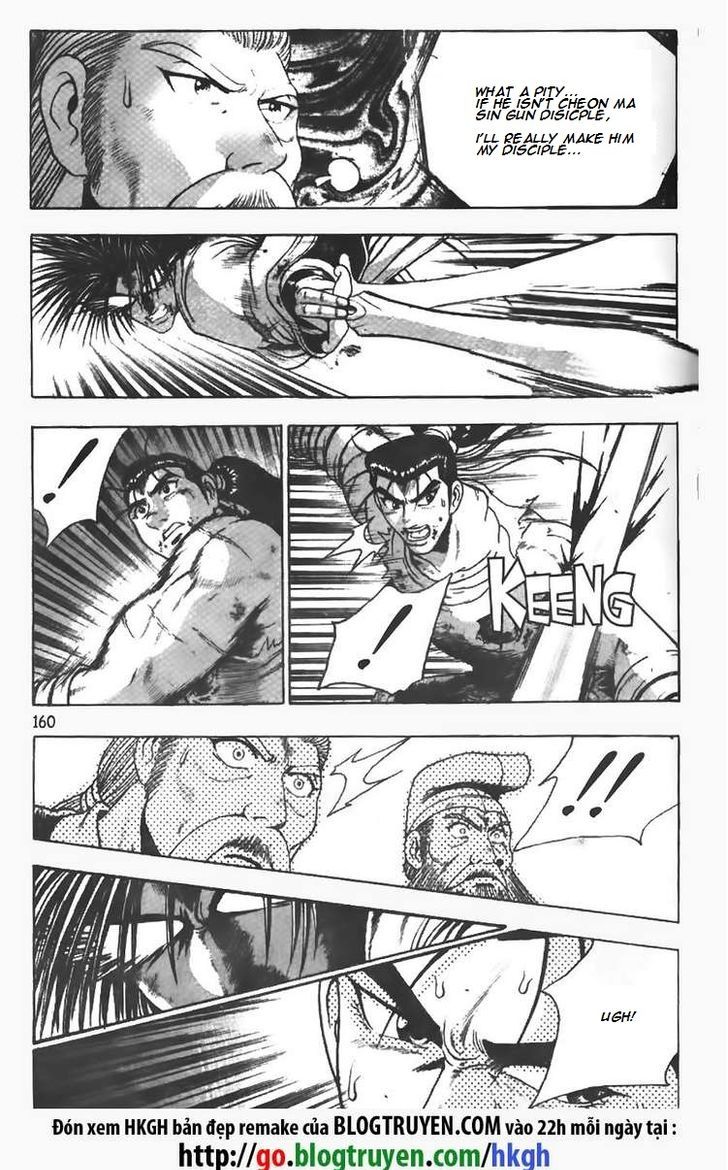 WHAT A PITY...
IF HE ISN'T CHEON MA
SIN GUN DISICPLE,
I'LL REALLY MAKE HIM
MY DISCIPLE...
!
!
KEENG
160
!!
UGH!
Đón xem HKGH bản đẹp remake của BLOGTRUYEN.COM vào 22h mỗi ngày tại :
http://go.blogtruyen.com/hkgh